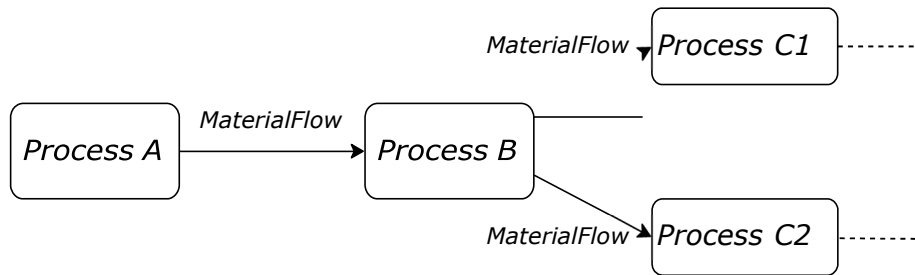 MaterialFlow
Process C1
MaterialFlow
Process A
Process B
MaterialFlow
Process C2